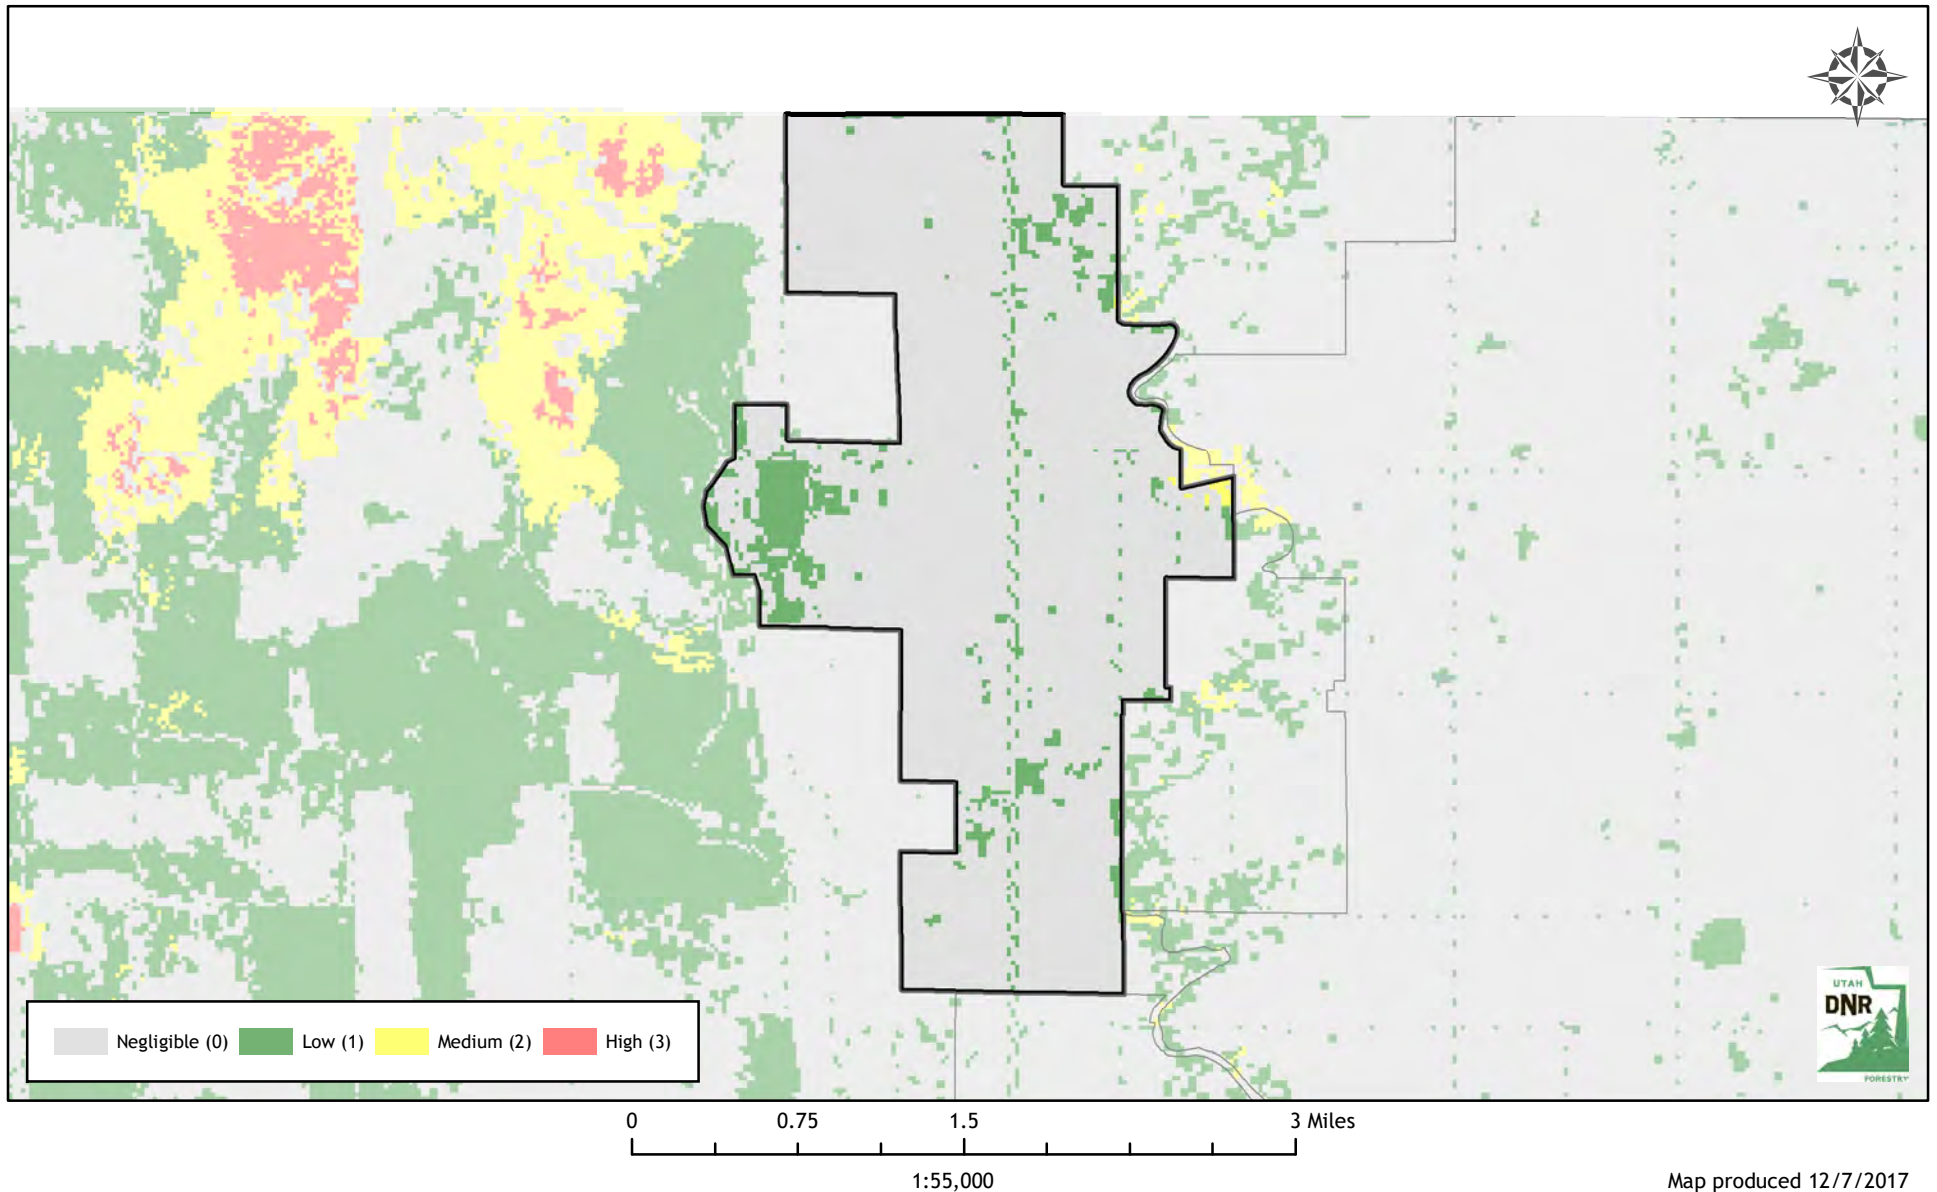 UTAH
DNR
FORESTRY
Negligible (0) Low (1) Medium (2) High (3)
0 0.75 1.5 3 Miles
1:55,000
Map produced 12/7/2017